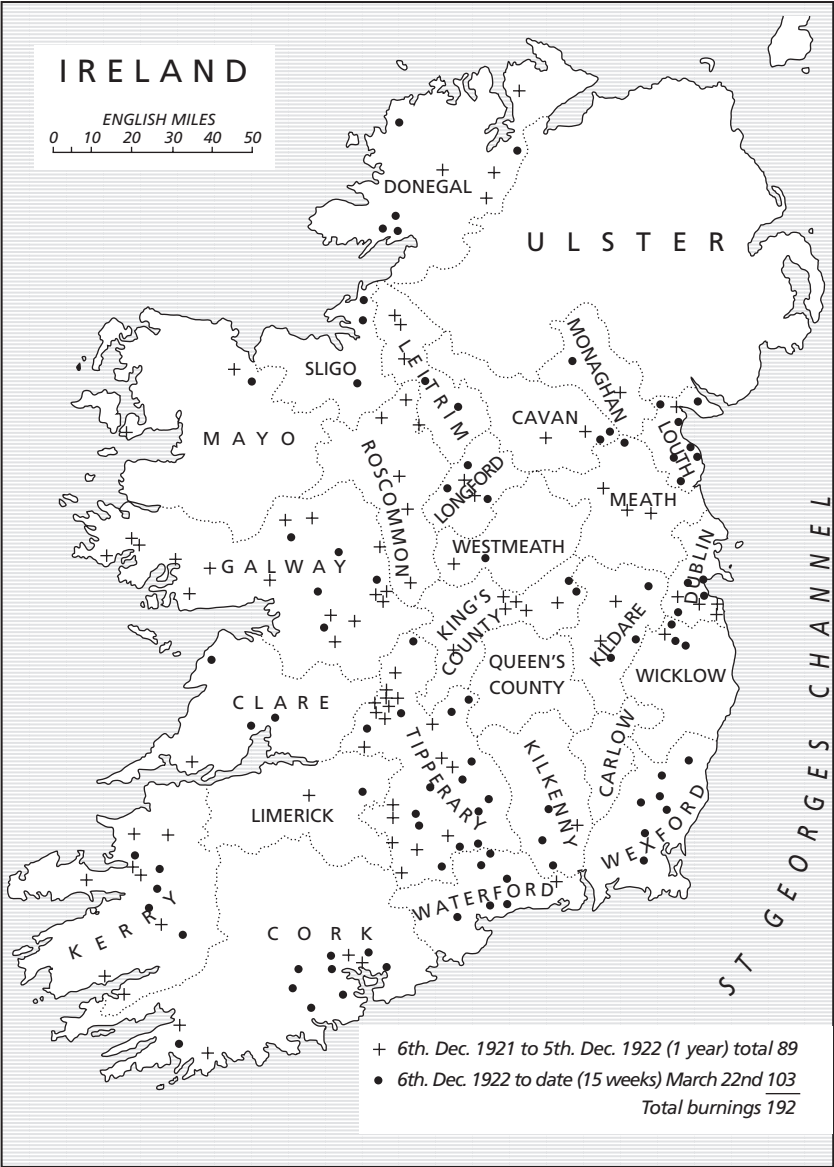 IRELAND
ENGLISH MILES
0 10 20 30 40 50
DONEGAL
ULSTER
MONAGHAN
LEITRIM
SLIGO
CAVAN
MAYO
LOUTH
ROSCOMMON
LONGFORD
MEATH
WESTMEATH
GALWAY
DUBLIN
KING'S
COUNTY
KILDARE
QUEEN'S
COUNTY
WICKLOW
CLARE
CARLOW
TIPPERARY
KILKENNY
LIMERICK
WEXFORD
WATERFORD
KERRY
CORK
ST GEORGES CHANNEL
+ 6th. Dec. 1921 to 5th. Dec. 1922 (1 year) total 89
• 6th. Dec. 1922 to date (15 weeks) March 22nd 103
Total burnings 192